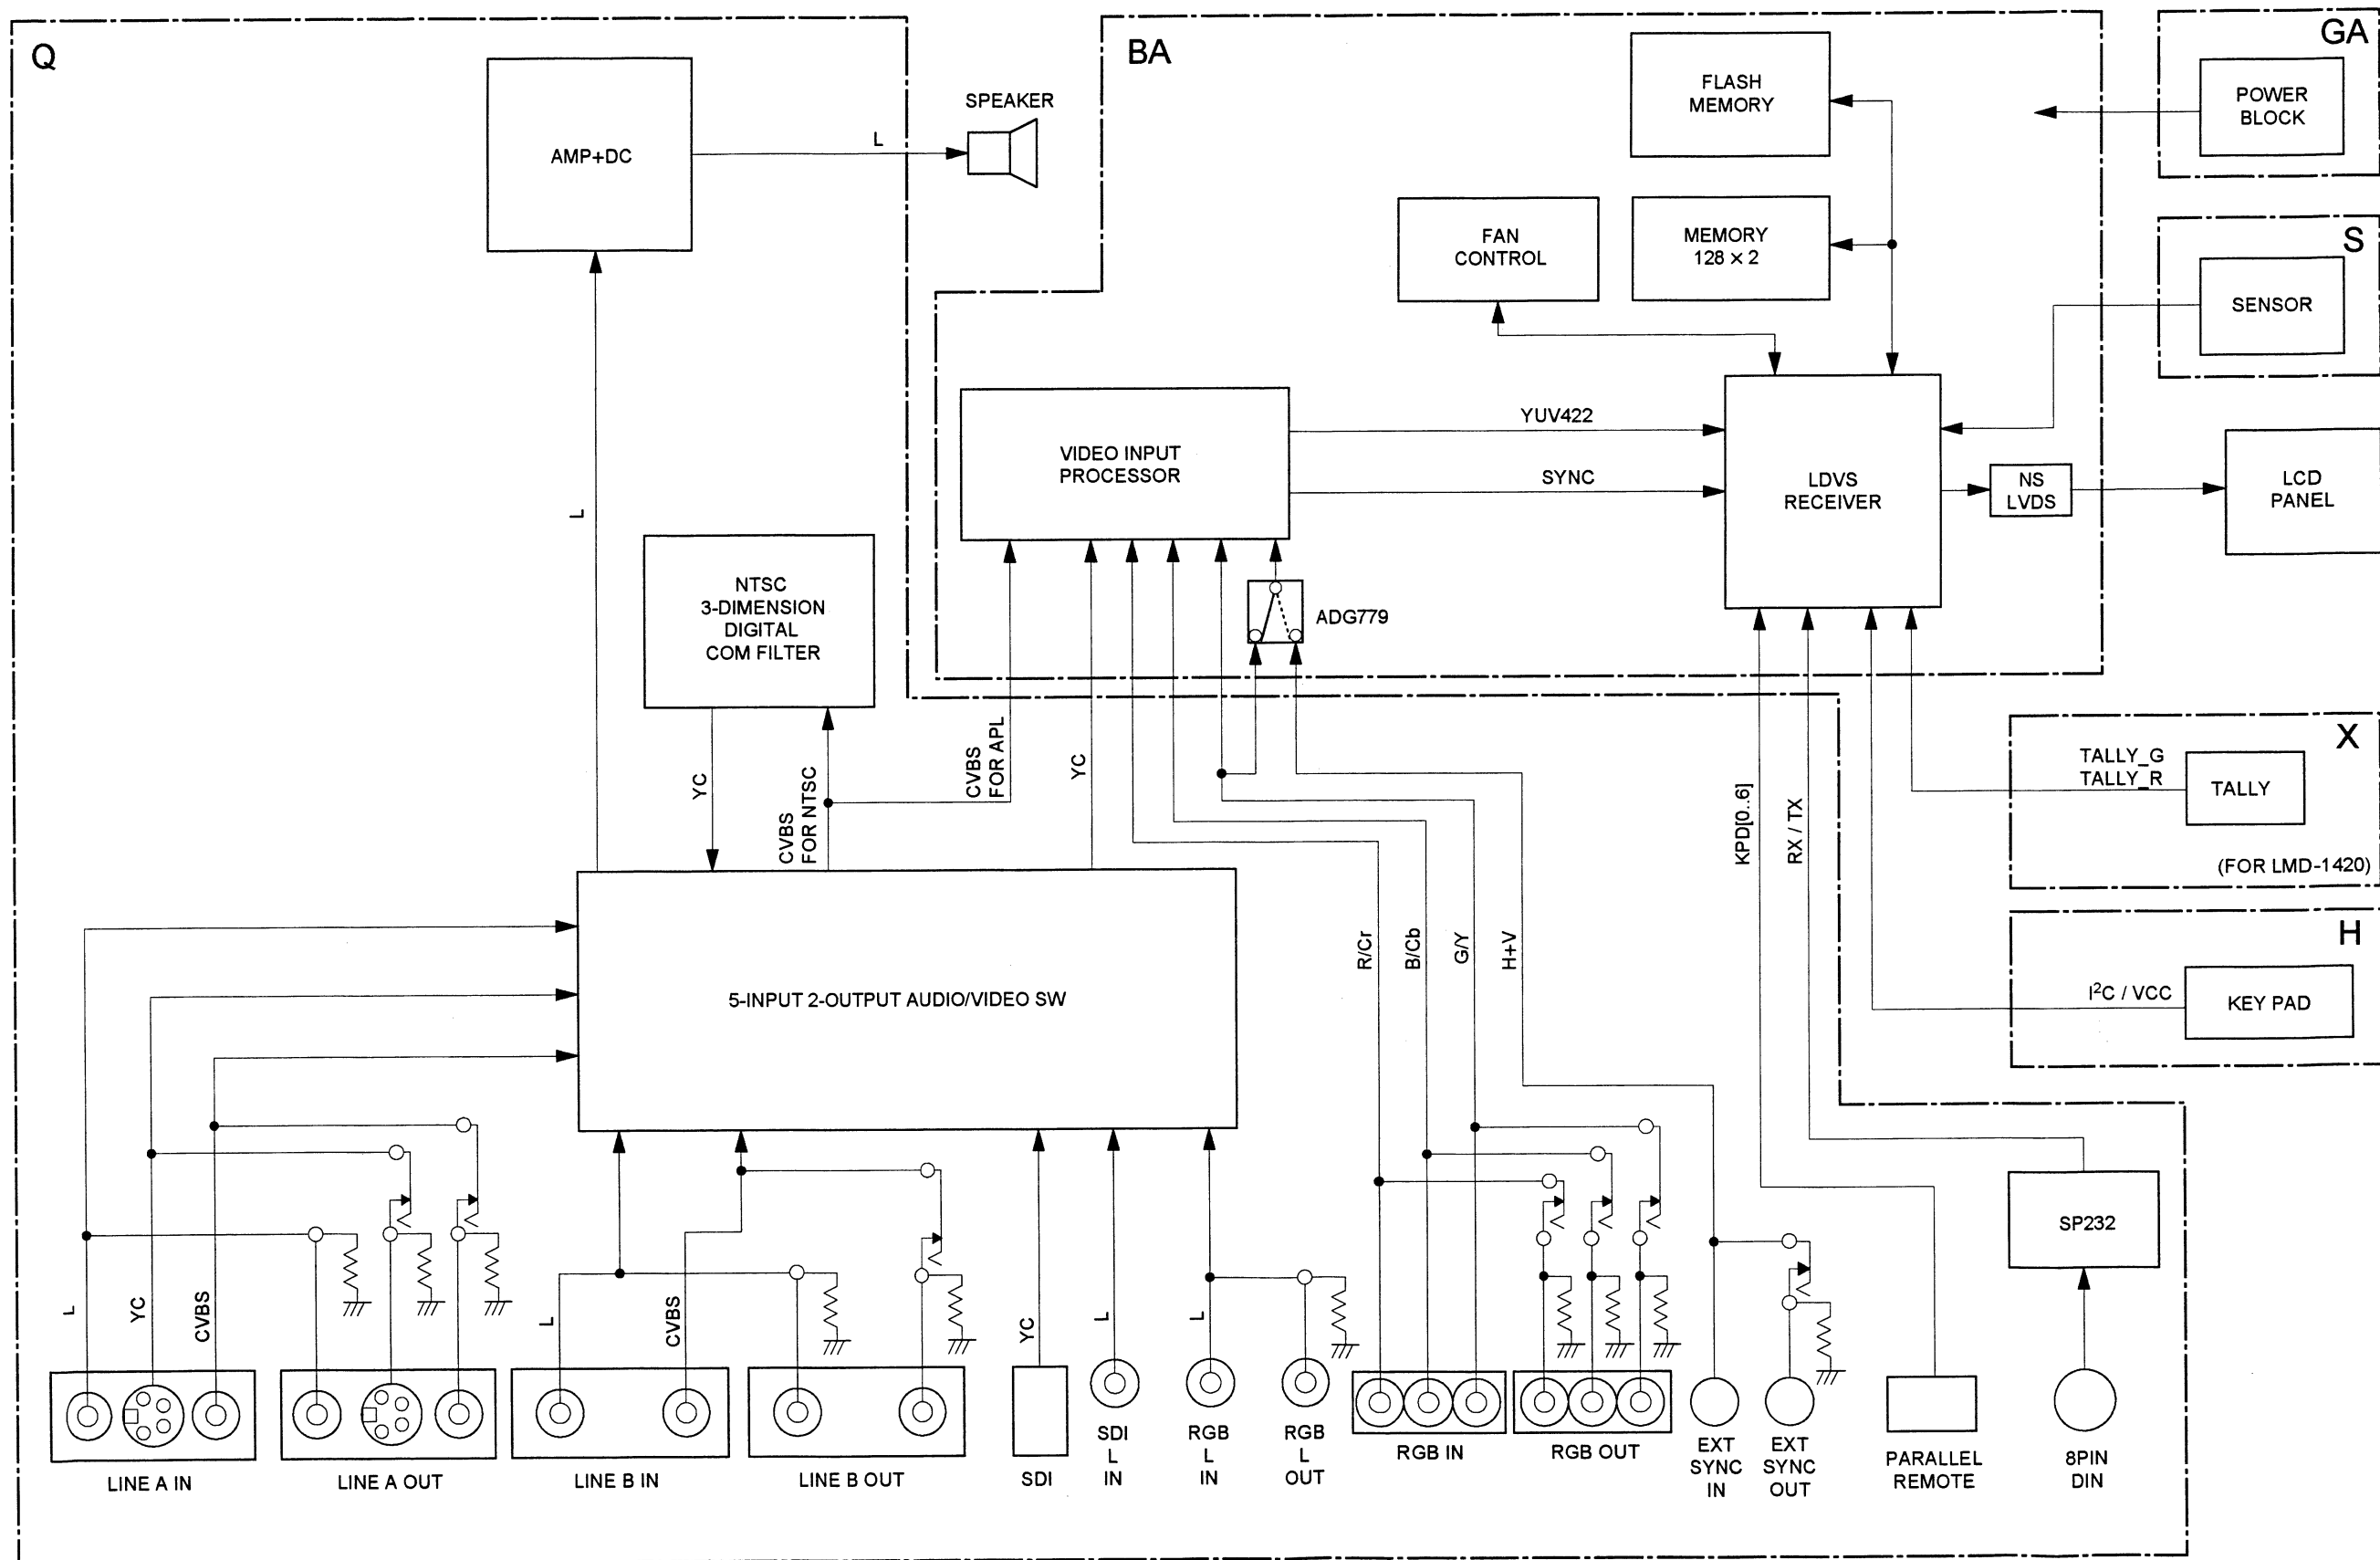 Q
AMP+DC
SPEAKER
L
BA
FLASH
MEMORY
FAN
CONTROL
MEMORY
128 × 2
GA
POWER
BLOCK
S
SENSOR
VIDEO INPUT
PROCESSOR
YUV422
SYNC
LDVS
RECEIVER
NS
LVDS
LCD
PANEL
ADG779
L
NTSC
3-DIMENSION
DIGITAL
COM FILTER
YC
CVBS
FOR NTSC
CVBS
FOR APL
YC
R/Cr
B/Cb
G/Y
H+V
KPD[0..6]
RX / TX
X
TALLY_G
TALLY_R
TALLY
(FOR LMD-1420)
H
I²C / VCC
KEY PAD
5-INPUT 2-OUTPUT AUDIO/VIDEO SW
SP232
L
YC
CVBS
L
CVBS
YC
L
L
LINE A IN
LINE A OUT
LINE B IN
LINE B OUT
SDI
SDI
L
IN
RGB
L
IN
RGB
L
OUT
RGB IN
RGB OUT
EXT
SYNC
IN
EXT
SYNC
OUT
PARALLEL
REMOTE
8PIN
DIN